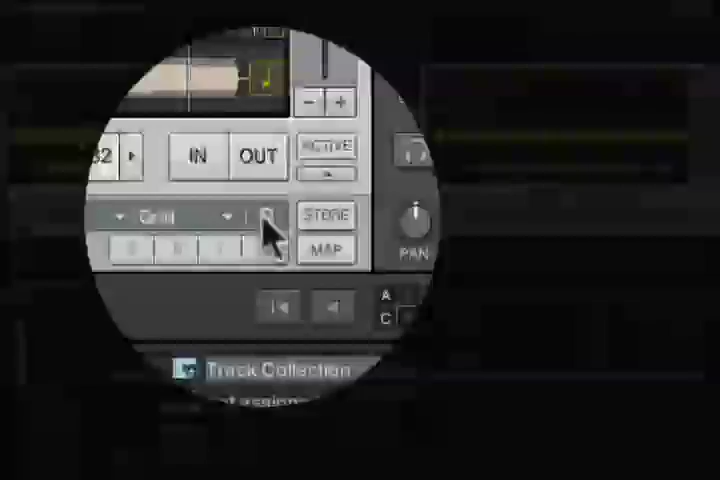 32
IN
OUT
ACTIVE
Grid
STORE
MAP
PAN
A
C
Track Collection